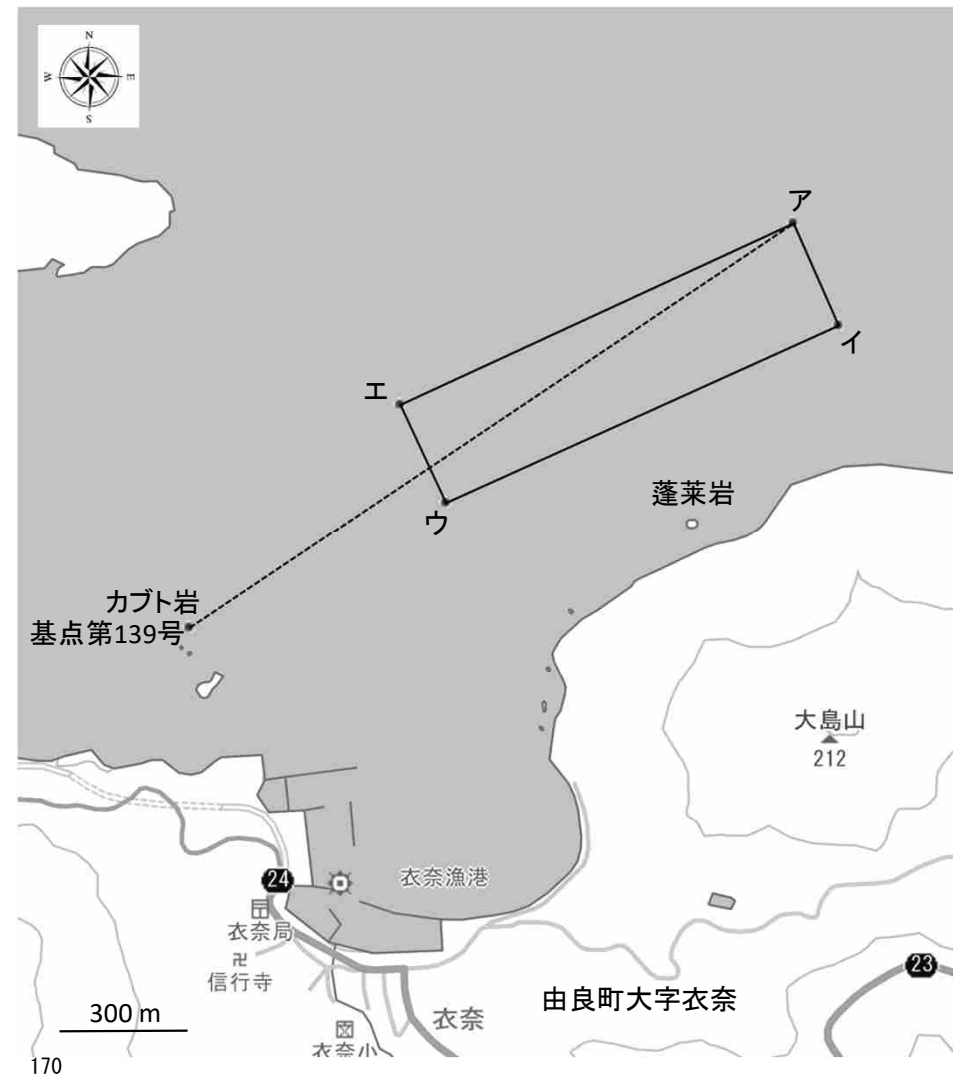 N
W
E
S
ア
イ
エ
ウ
蓬莱岩
カブト岩
基点第139号
大島山
212
24
衣奈漁港
衣奈局
信行寺
23
由良町大字衣奈
衣奈
300 m
衣奈小
170